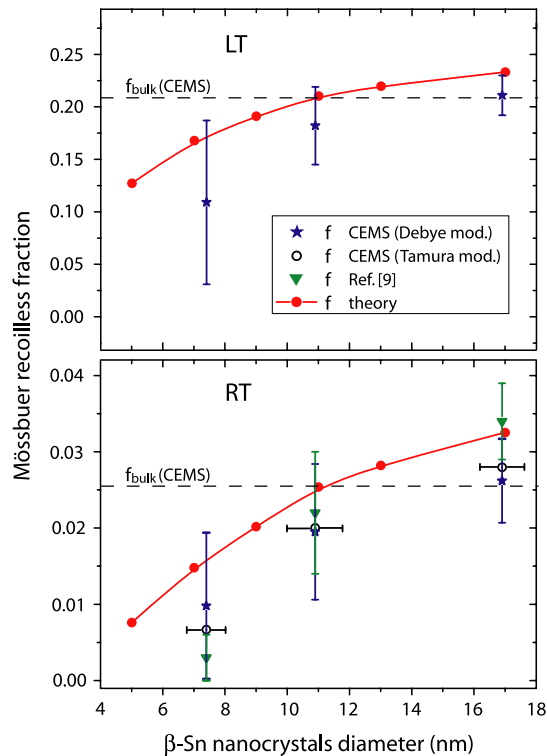 LT
0.25
f bulk (CEMS)
0.20
0.15
0.10
0.05
0.00
f CEMS (Debye mod.)
f CEMS (Tamura mod.)
f Ref. [9]
f theory
Mössbuer recoilless fraction
RT
0.04
0.03
f bulk (CEMS)
0.02
0.01
0.00
4 6 8 10 12 14 16 18
β-Sn nanocrystals diameter (nm)